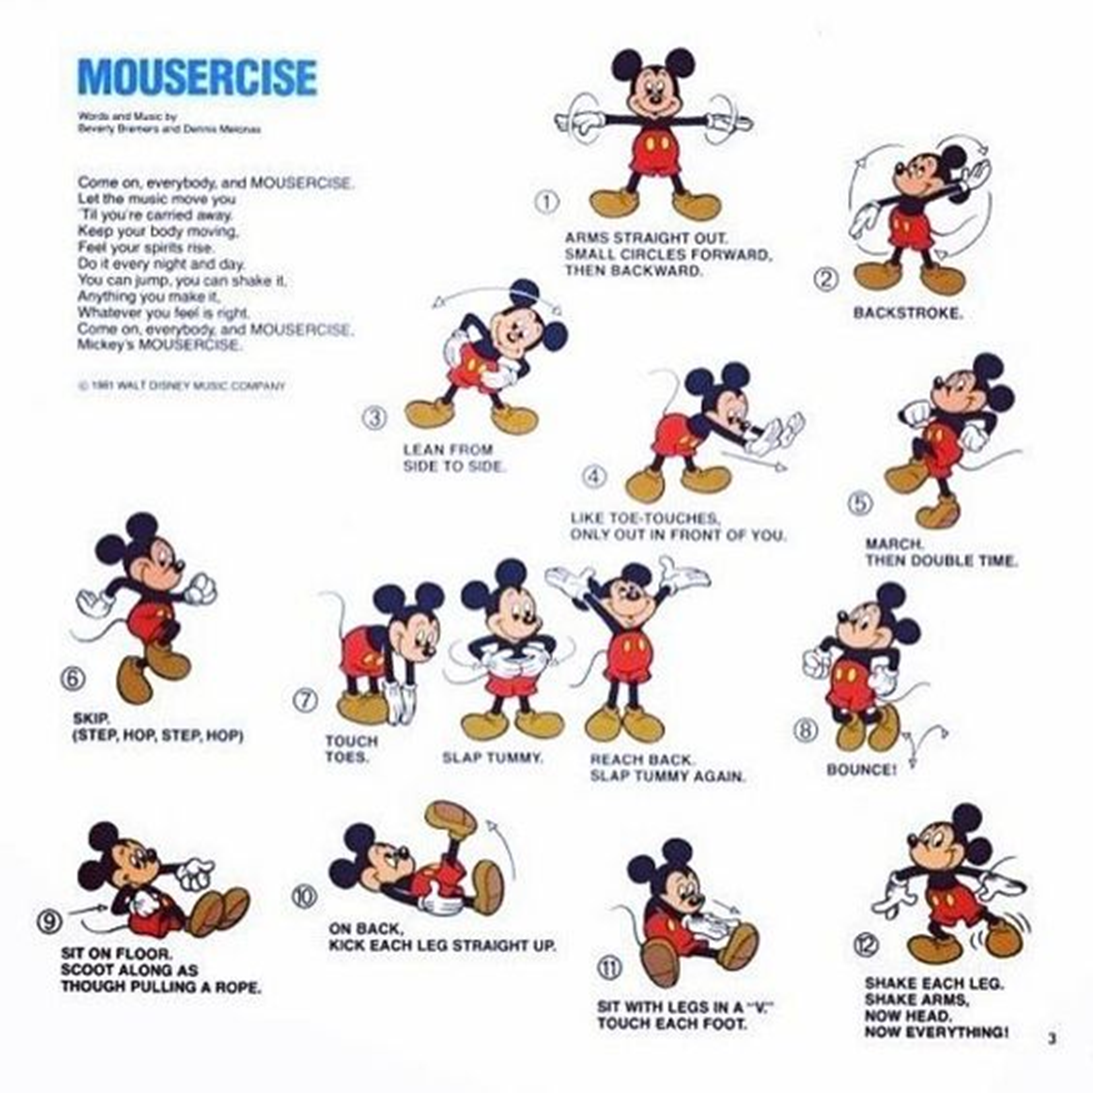 MOUSERCISE
Words and Music by
Beverly Bremers and Dennis Melonas
Come on, everybody, and MOUSERCISE.
Let the music move you
'Til you're carried away.
Keep your body moving,
Feel your spirits rise.
Do it every night and day.
You can jump, you can shake it,
Anything you make it,
Whatever you feel is right.
Come on, everybody, and MOUSERCISE.
Mickey's MOUSERCISE.
© 1981 WALT DISNEY MUSIC COMPANY
1
ARMS STRAIGHT OUT.
SMALL CIRCLES FORWARD,
THEN BACKWARD.
2
BACKSTROKE.
3
LEAN FROM
SIDE TO SIDE.
4
LIKE TOE-TOUCHES,
ONLY OUT IN FRONT OF YOU.
5
MARCH.
THEN DOUBLE TIME.
6
SKIP.
(STEP, HOP, STEP, HOP)
7
TOUCH
TOES.
SLAP TUMMY.
REACH BACK.
SLAP TUMMY AGAIN.
8
BOUNCE!
9
SIT ON FLOOR.
SCOOT ALONG AS
THOUGH PULLING A ROPE.
10
ON BACK,
KICK EACH LEG STRAIGHT UP.
11
SIT WITH LEGS IN A "V."
TOUCH EACH FOOT.
12
SHAKE EACH LEG.
SHAKE ARMS,
NOW HEAD.
NOW EVERYTHING!
3